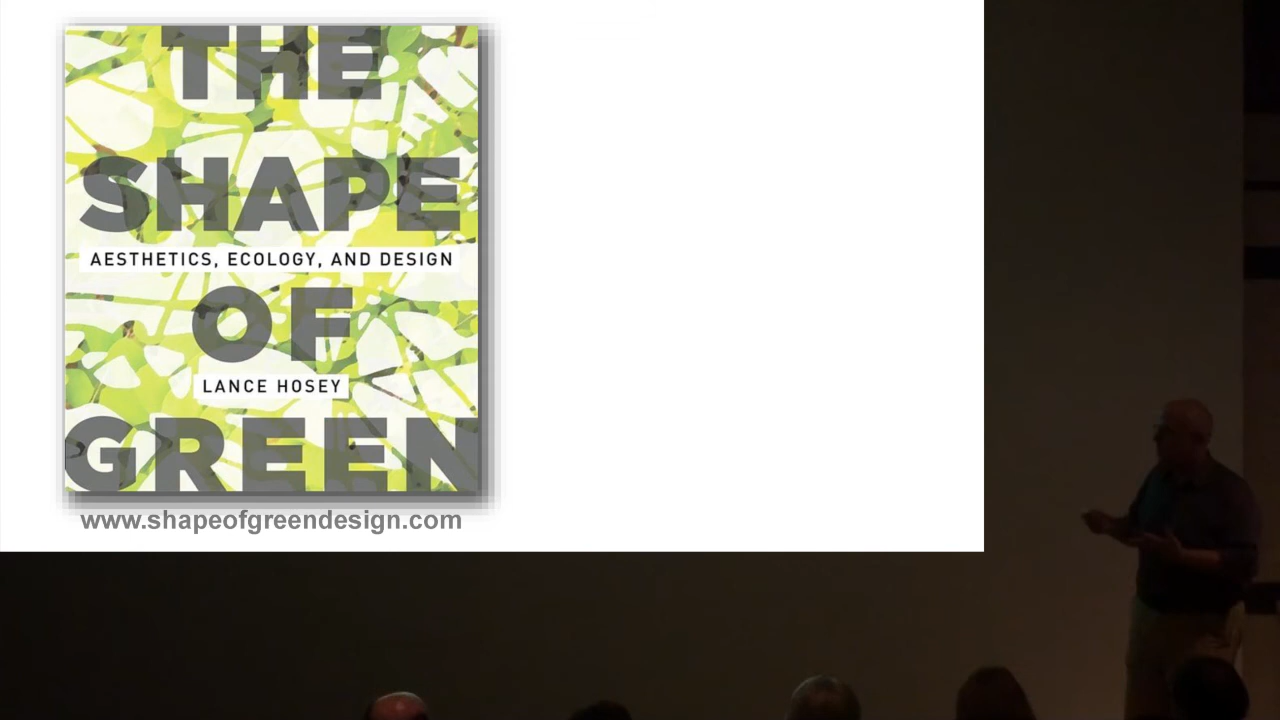 THE
SHAPE
AESTHETICS, ECOLOGY, AND DESIGN
OF
LANCE HOSEY
GREEN
www.shapeofgreendesign.com